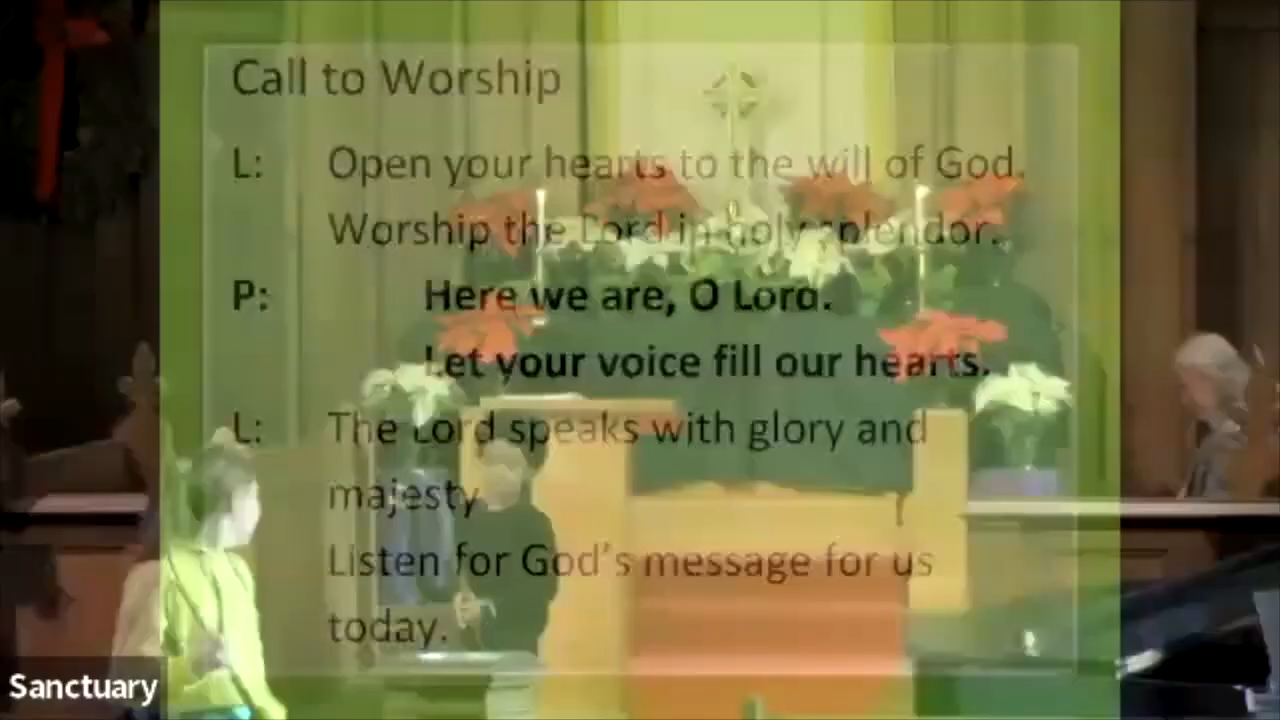 Call to Worship
L: Open your hearts to the will of God.
Worship the Lord in holy splendor.
P: Here we are, O Lord.
Let your voice fill our hearts.
L: The Lord speaks with glory and
majesty
Listen for God's message for us
today.
Sanctuary